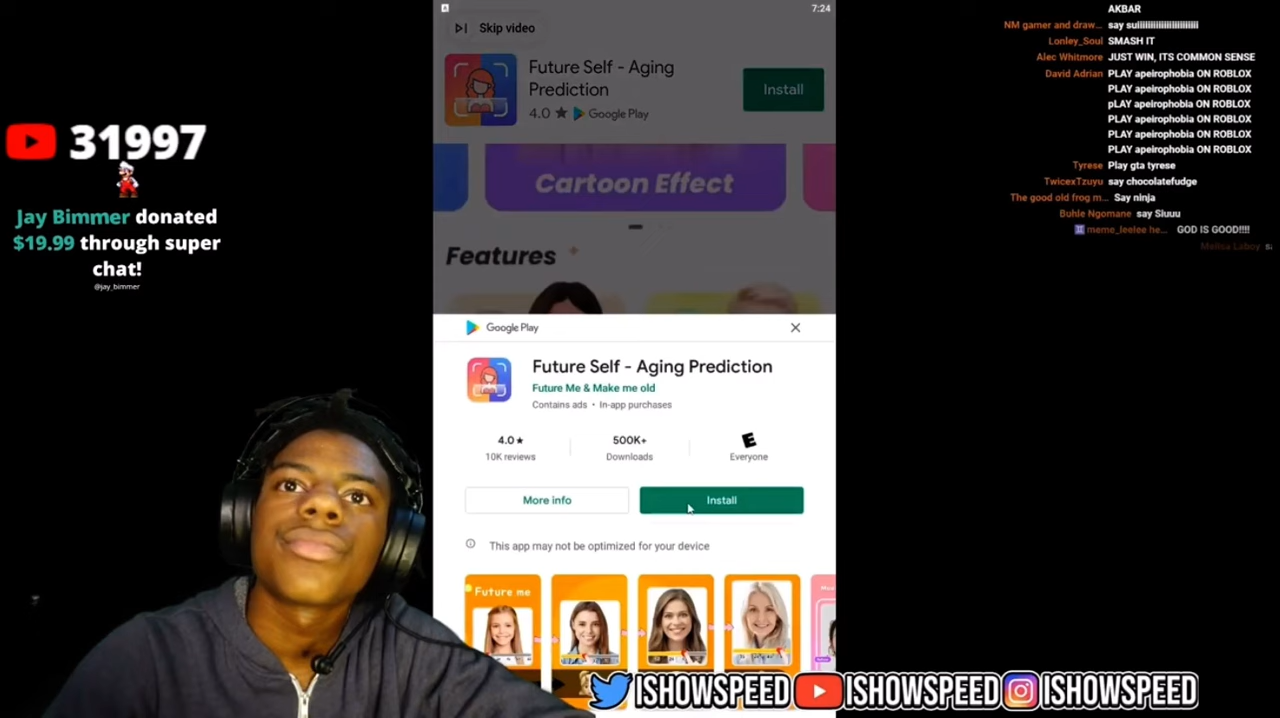 31997
Jay Bimmer donated
$19.99 through super
chat!
@jay_bimmer
7:24
Skip video
Future Self - Aging
Prediction
4.0 ★ Google Play
Install
Cartoon Effect
Features
Google Play
Future Self - Aging Prediction
Future Me & Make me old
Contains ads • In-app purchases
4.0 ★
10K reviews
500K+
Downloads
E
Everyone
More info
Install
This app may not be optimized for your device
Future me
AKBAR
NM gamer and draw... say suiiiiiiiiiiiiiiiiiiiiiiii
Lonley_Soul SMASH IT
Alec Whitmore JUST WIN, ITS COMMON SENSE
David Adrian PLAY apeirophobia ON ROBLOX
PLAY apeirophobia ON ROBLOX
pLAY apeirophobia ON ROBLOX
PLAY apeirophobia ON ROBLOX
PLAY apeirophobia ON ROBLOX
PLAY apeirophobia ON ROBLOX
Tyrese Play gta tyrese
TwicexTzuyu say chocolatefudge
The good old frog m... Say ninja
Buhle Ngomane say Siuuu
meme_leelee he... GOD IS GOOD!!!!
ISHOWSPEED ISHOWSPEED ISHOWSPEED